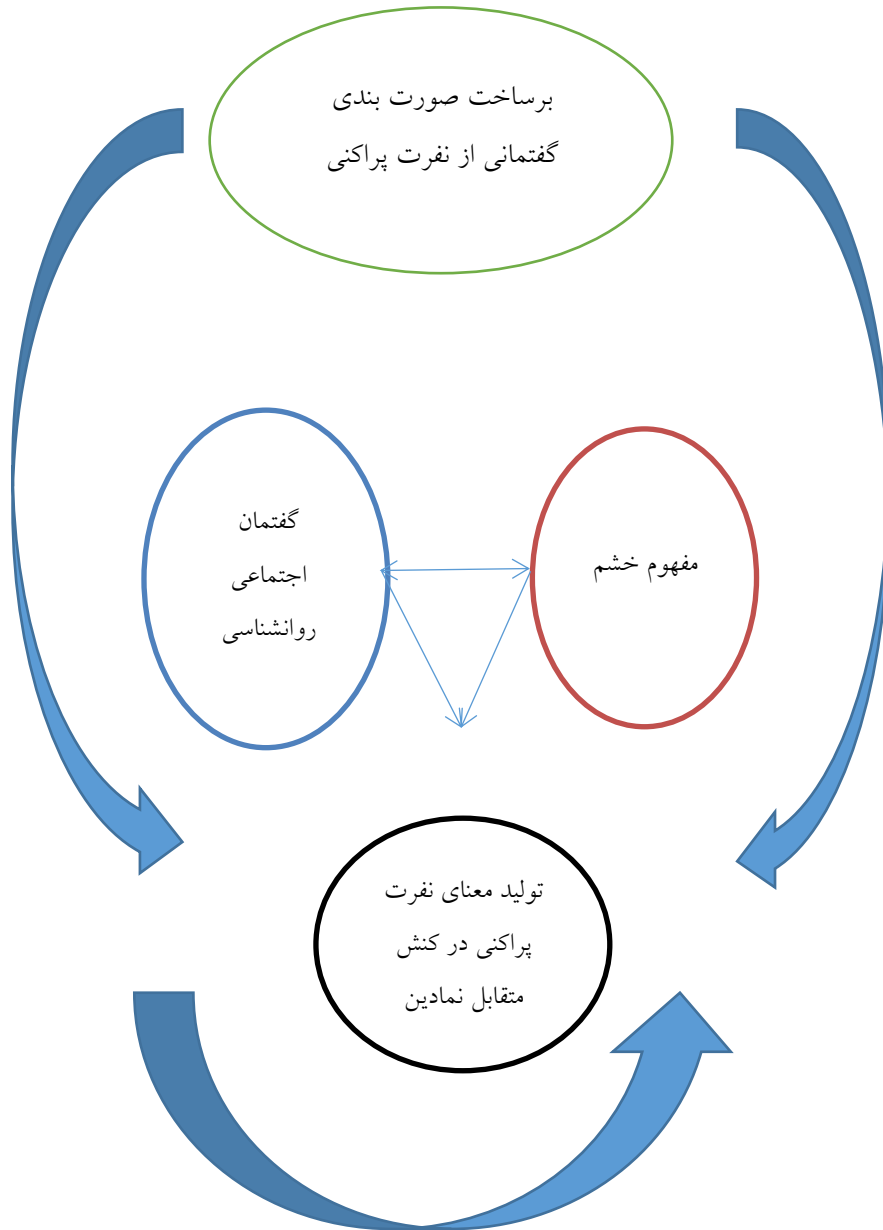 برساخت صورت بندی
گفتمانی از نفرت پراکنی
مفهوم خشم
گفتمان
اجتماعی
روانشناسی
تولید معنای نفرت
پراکنی در کنش
متقابل نمادین